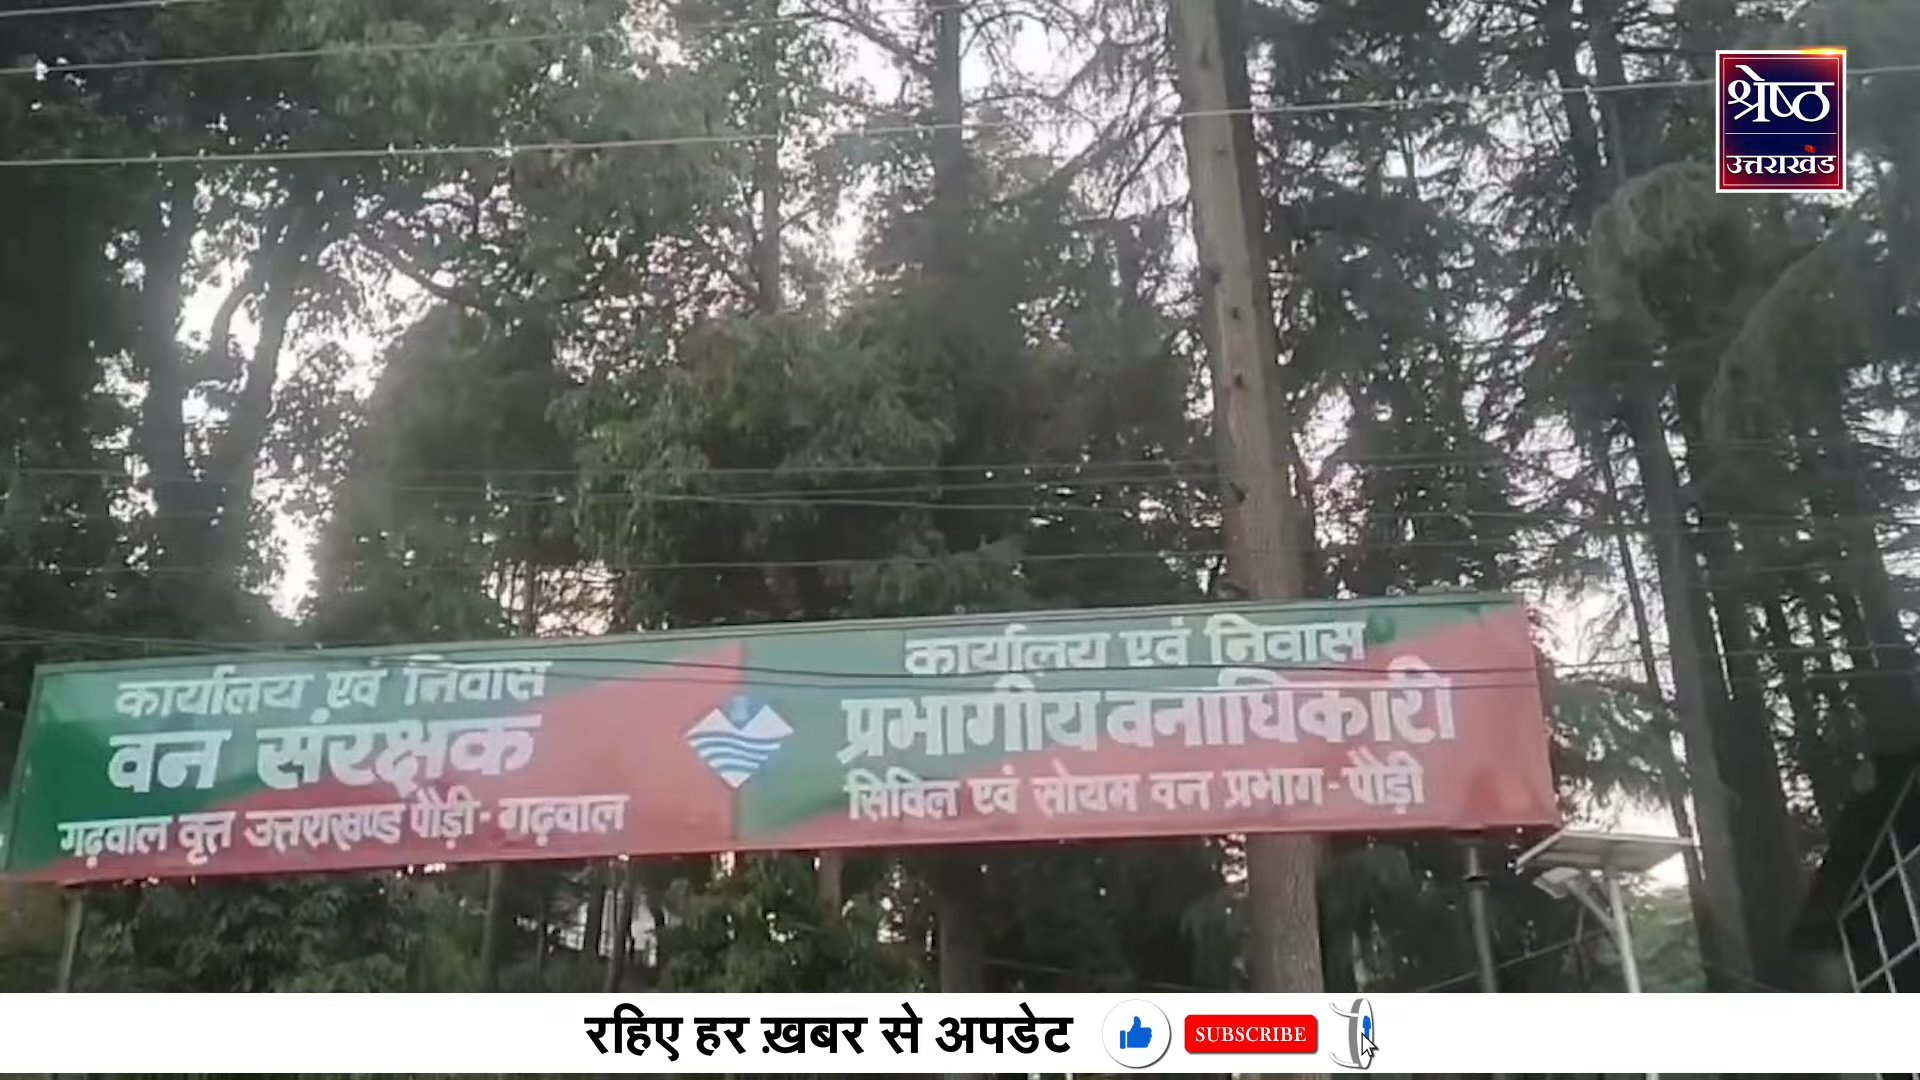 श्रेष्ठ
उत्तराखंड
कार्यालय एवं निवास
वन संरक्षक
गढ़वाल वृत्त उत्तराखण्ड पौड़ी-गढ़वाल
कार्यालय एवं निवास
प्रभागीय वनाधिकारी
सिविल एवं सोयम वन प्रभाग-पौड़ी
रहिए हर ख़बर से अपडेट
SUBSCRIBE